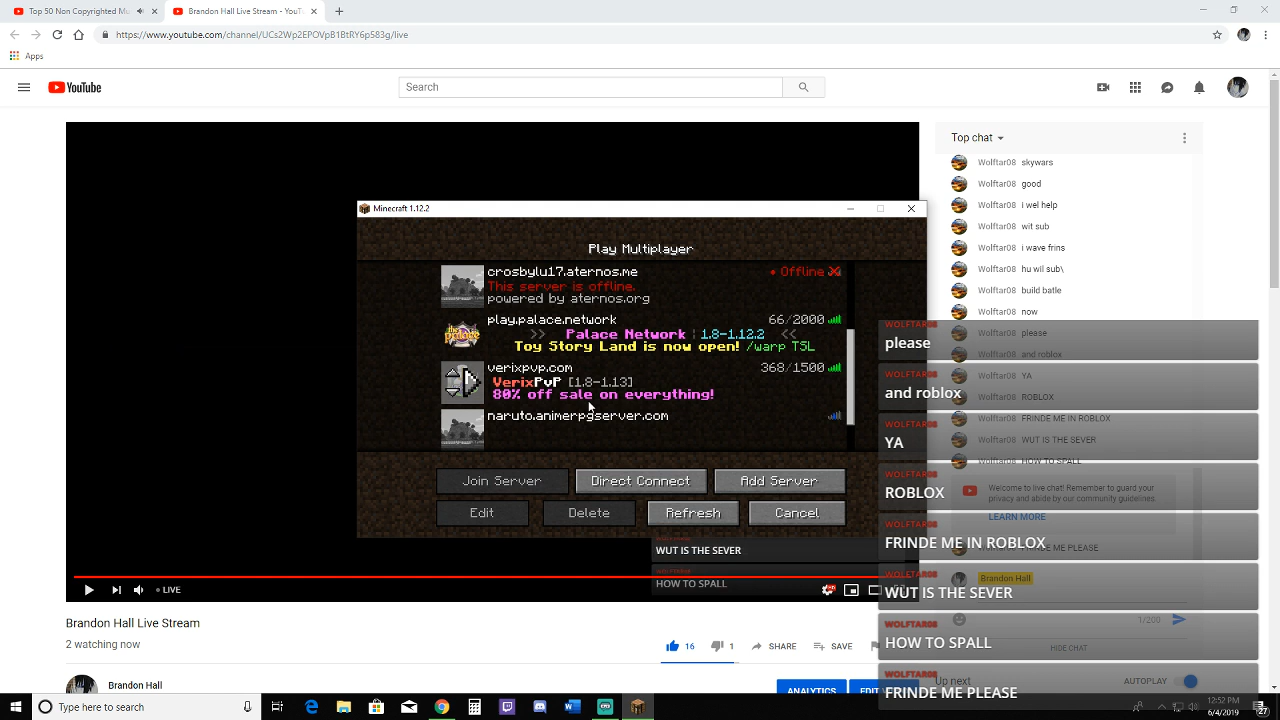 Top 50 Non Copyrighted Mu
Brandon Hall Live Stream - YouT
https://www.youtube.com/channel/UCs2Wp2EPOVpB1BtRY6p583g/live
Apps
YouTube
Search
Top chat
Wolftar08 skywars
Wolftar08 good
Wolftar08 i wel help
Wolftar08 wit sub
Wolftar08 i wave frins
Wolftar08 hu wil sub\
Wolftar08 build batle
Wolftar08 now
Wolftar08 please
Wolftar08 and roblox
Wolftar08 YA
Wolftar08 ROBLOX
Wolftar08 FRINDE ME IN ROBLOX
Wolftar08 WUT IS THE SEVER
Wolftar08 HOW TO SPALL
Welcome to live chat! Remember to guard your
privacy and abide by our community guidelines.
LEARN MORE
FRINDE ME PLEASE
Brandon Hall
1/200
HIDE CHAT
Minecraft 1.12.2
Play Multiplayer
crosbylu17.aternos.me
• Offline
This server is offline.
powered by aternos.org
play.palace.network
66/2000
>> Palace Network | 1.8-1.12.2 <<
Toy Story Land is now open! /warp TSL
verixpvp.com
368/1500
VerixPvP [1.8-1.13]
80% off sale on everything!
naruto.animerpgserver.com
Join Server
Direct Connect
Add Server
Edit
Delete
Refresh
Cancel
WOLFTAR08
please
WOLFTAR08
and roblox
WOLFTAR08
YA
WOLFTAR08
ROBLOX
WOLFTAR08
FRINDE ME IN ROBLOX
WOLFTAR08
WUT IS THE SEVER
WOLFTAR08
HOW TO SPALL
WOLFTAR08
FRINDE ME PLEASE
WUT IS THE SEVER
WOLFTAR08
HOW TO SPALL
LIVE
Brandon Hall Live Stream
2 watching now
16
1
SHARE
SAVE
Up next
AUTOPLAY
Brandon Hall
ANALYTICS
EDIT
Type here to search
12:52 PM
6/4/2019
27